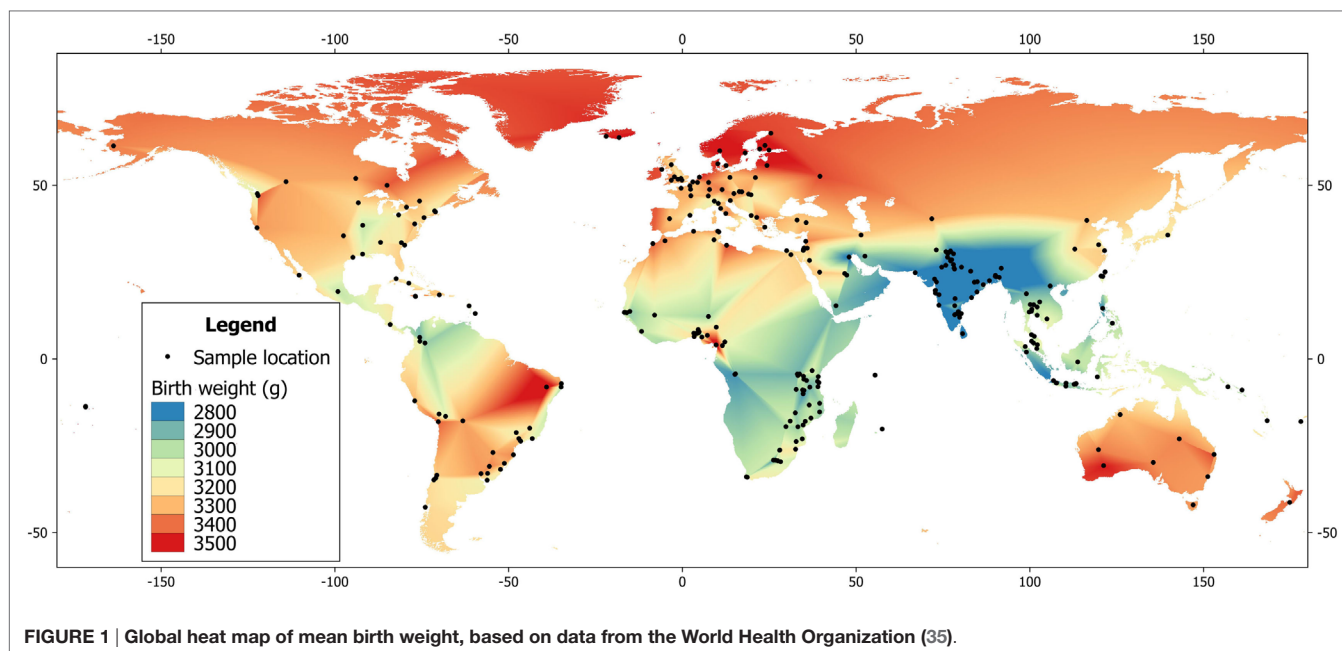 -150 -100 -50 0 50 100 150
50 50
0 0
-50 -50
Legend
Sample location
Birth weight (g)
2800
2900
3000
3100
3200
3300
3400
3500
-150 -100 -50 0 50 100 150
FIGURE 1 | Global heat map of mean birth weight, based on data from the World Health Organization (35).